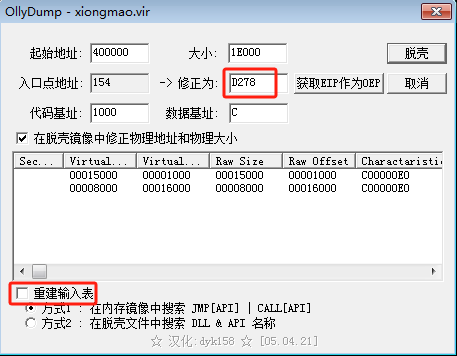 OllyDump - xiongmao.vir
起始地址: 400000 大小: 1E000 脱壳
入口点地址: 154 -> 修正为: D278 获取EIP作为OEP 取消
代码基址: 1000 数据基址: C
在脱壳镜像中修正物理地址和物理大小
Sec... Virtual... Virtual... Raw Size Raw Offset Charactaristics
00015000 00001000 00015000 00001000 C00000E0
00008000 00016000 00008000 00016000 C00000E0
重建输入表
方式1 : 在内存镜像中搜索 JMP[API] | CALL[API]
方式2 : 在脱壳文件中搜索 DLL & API 名称
☆ 汉化:dyk158 ☆ [05.04.21]